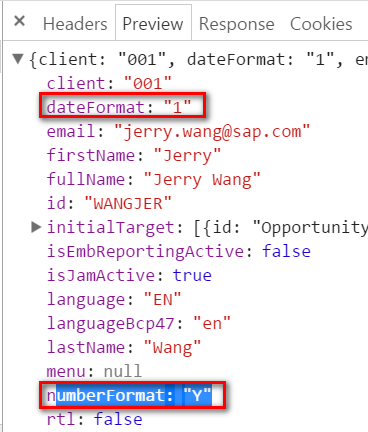 × Headers Preview Response Cookies
▼{client: "001", dateFormat: "1", em
client: "001"
dateFormat: "1"
email: "jerry.wang@sap.com"
firstName: "Jerry"
fullName: "Jerry Wang"
id: "WANGJER"
▶initialTarget: [{id: "Opportunity
isEmbReportingActive: false
isJamActive: true
language: "EN"
languageBcp47: "en"
lastName: "Wang"
menu: null
numberFormat: "Y"
rtl: false